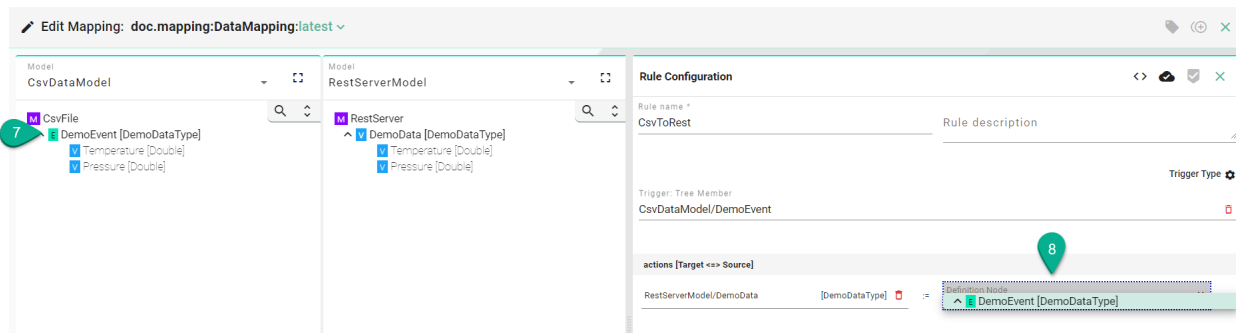 Edit Mapping: doc.mapping:DataMapping:latest
Model
CsvDataModel
M CsvFile
7
E DemoEvent [DemoDataType]
V Temperature [Double]
V Pressure [Double]
Model
RestServerModel
M RestServer
V DemoData [DemoDataType]
V Temperature [Double]
V Pressure [Double]
Rule Configuration
Rule name *
CsvToRest
Rule description
Trigger Type
Trigger: Tree Member
CsvDataModel/DemoEvent
8
actions [Target <=> Source]
RestServerModel/DemoData [DemoDataType] :=
Definition Node
E DemoEvent [DemoDataType]